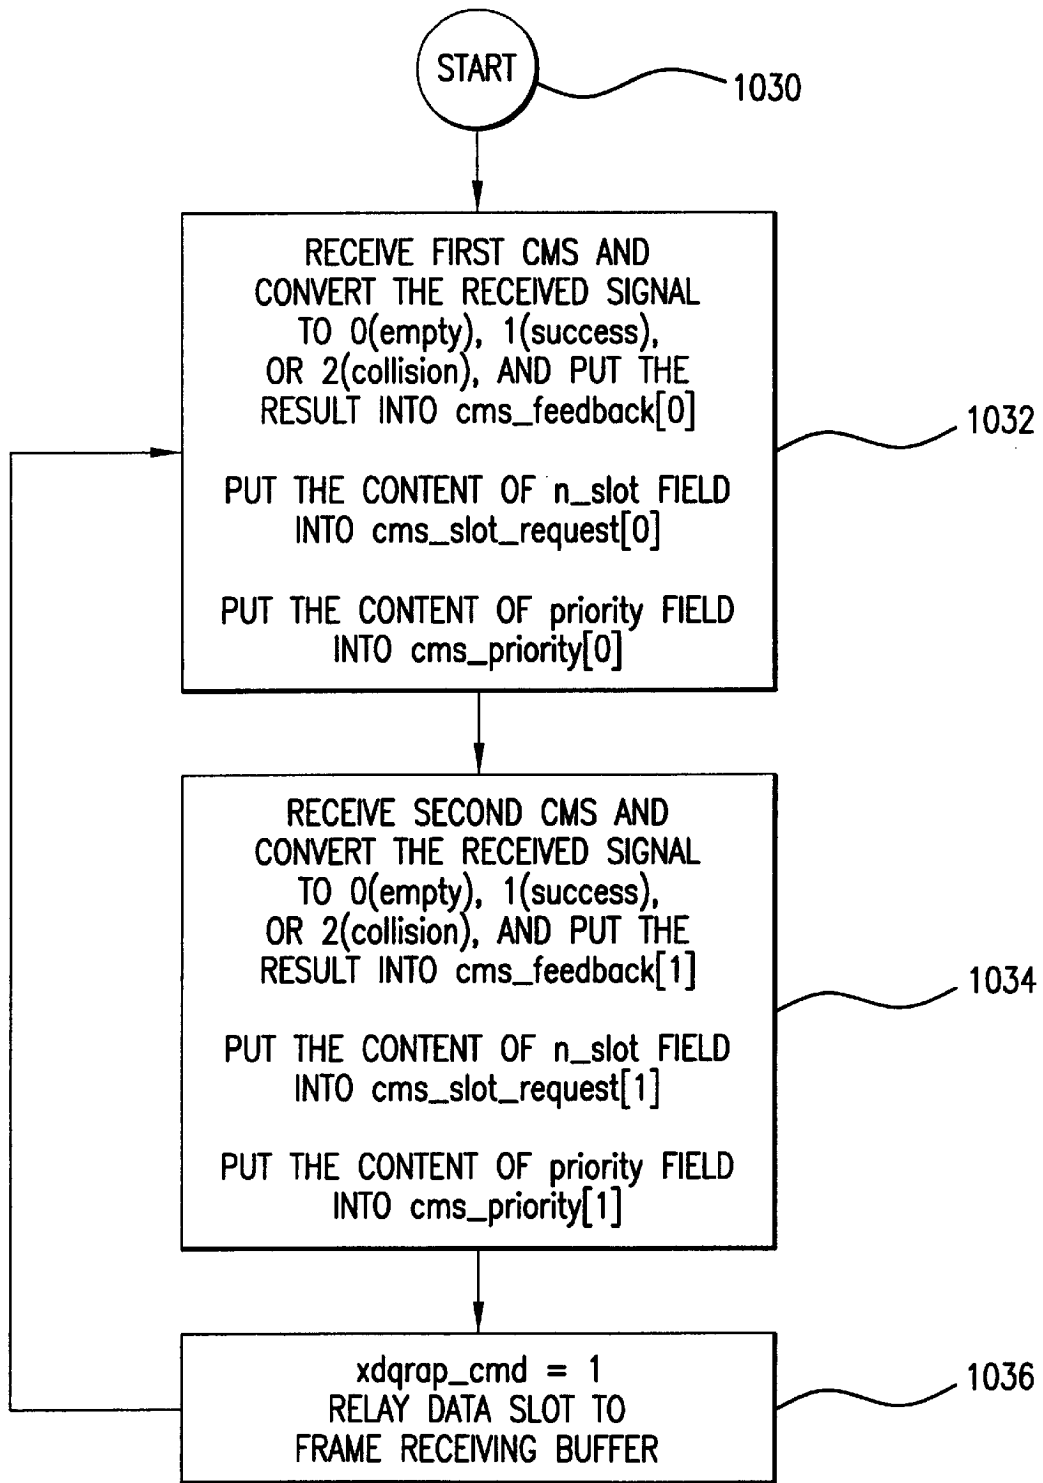 START
1030
RECEIVE FIRST CMS AND
CONVERT THE RECEIVED SIGNAL
TO 0(empty), 1(success),
OR 2(collision), AND PUT THE
RESULT INTO cms_feedback[0]
1032
PUT THE CONTENT OF n_slot FIELD
INTO cms_slot_request[0]
PUT THE CONTENT OF priority FIELD
INTO cms_priority[0]
RECEIVE SECOND CMS AND
CONVERT THE RECEIVED SIGNAL
TO 0(empty), 1(success),
OR 2(collision), AND PUT THE
RESULT INTO cms_feedback[1]
1034
PUT THE CONTENT OF n_slot FIELD
INTO cms_slot_request[1]
PUT THE CONTENT OF priority FIELD
INTO cms_priority[1]
xdqrap_cmd = 1
RELAY DATA SLOT TO
FRAME RECEIVING BUFFER
1036